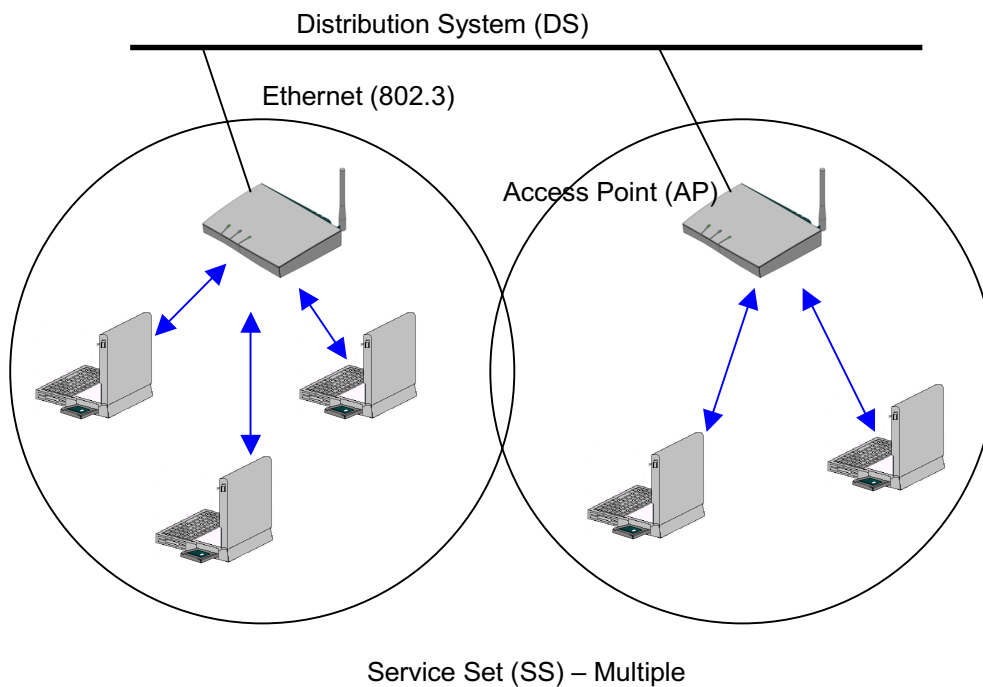 Distribution System (DS)
Ethernet (802.3)
Access Point (AP)
Service Set (SS) – Multiple